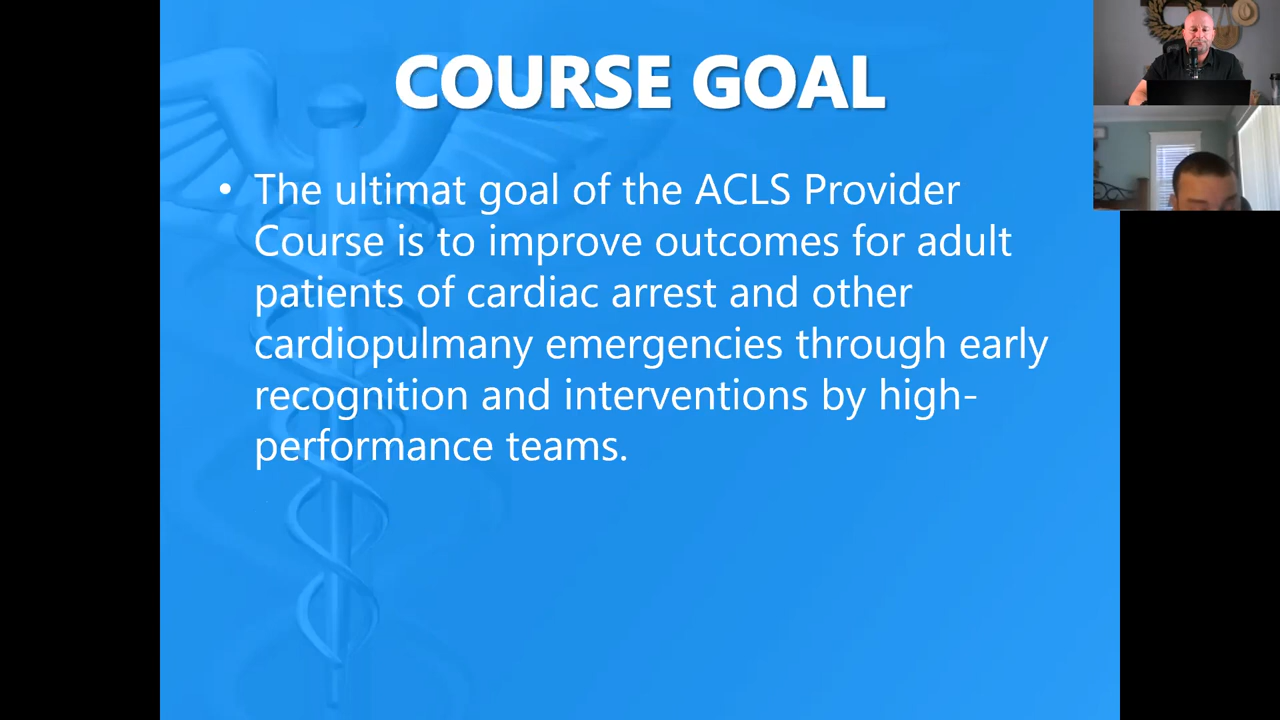 COURSE GOAL
• The ultimat goal of the ACLS Provider
Course is to improve outcomes for adult
patients of cardiac arrest and other
cardiopulmany emergencies through early
recognition and interventions by high-
performance teams.